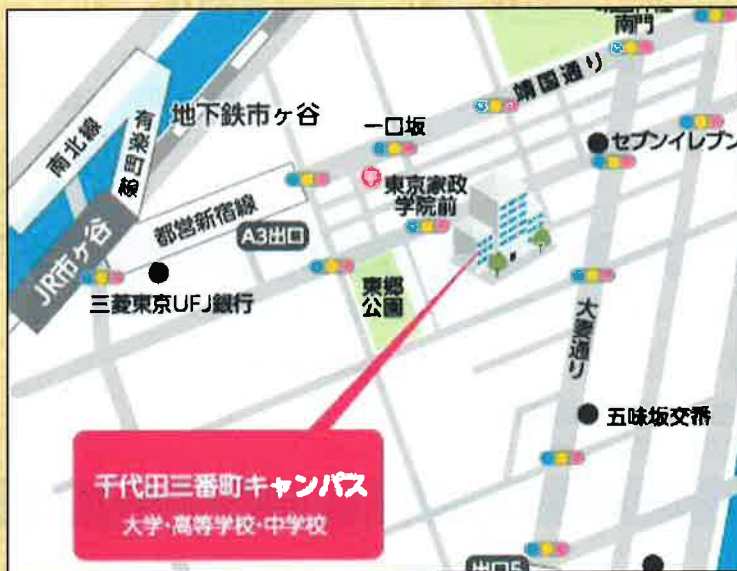 南門
靖国通り
地下鉄市ヶ谷
一口坂
セブンイレブン
南北線
有楽町線
東京家政
学院前
都営新宿線
A3出口
JR市ヶ谷
三菱東京UFJ銀行
東郷
公園
大妻通り
五味坂交番
千代田三番町キャンパス
大学・高等学校・中学校
出口5